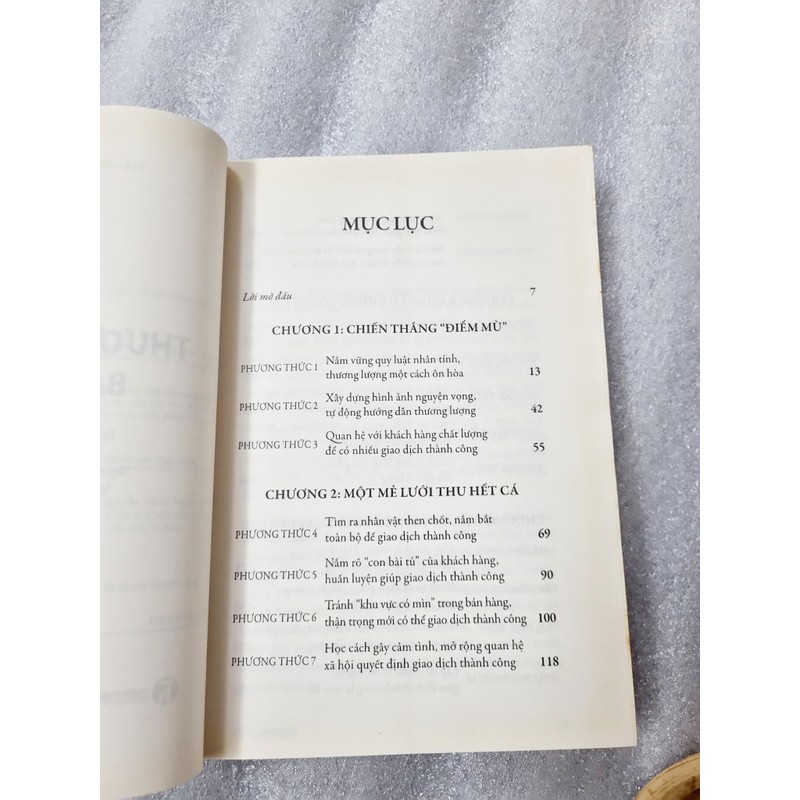 MỤC LỤC
Lời mở đầu 7
CHƯƠNG 1: CHIẾN THẮNG “ĐIỂM MÙ”
PHƯƠNG THỨC 1 Nắm vững quy luật nhân tính,
thương lượng một cách ôn hòa 13
PHƯƠNG THỨC 2 Xây dựng hình ảnh nguyện vọng,
tự động hướng dẫn thương lượng 42
PHƯƠNG THỨC 3 Quan hệ với khách hàng chất lượng
để có nhiều giao dịch thành công 55
CHƯƠNG 2: MỘT MẺ LƯỚI THU HẾT CÁ
PHƯƠNG THỨC 4 Tìm ra nhân vật then chốt, nắm bắt
toàn bộ để giao dịch thành công 69
PHƯƠNG THỨC 5 Nắm rõ “con bài tủ” của khách hàng,
huấn luyện giúp giao dịch thành công 90
PHƯƠNG THỨC 6 Tránh “khu vực có mìn” trong bán hàng,
thận trọng mới có thể giao dịch thành công 100
PHƯƠNG THỨC 7 Học cách gây cảm tình, mở rộng quan hệ
xã hội quyết định giao dịch thành công 118